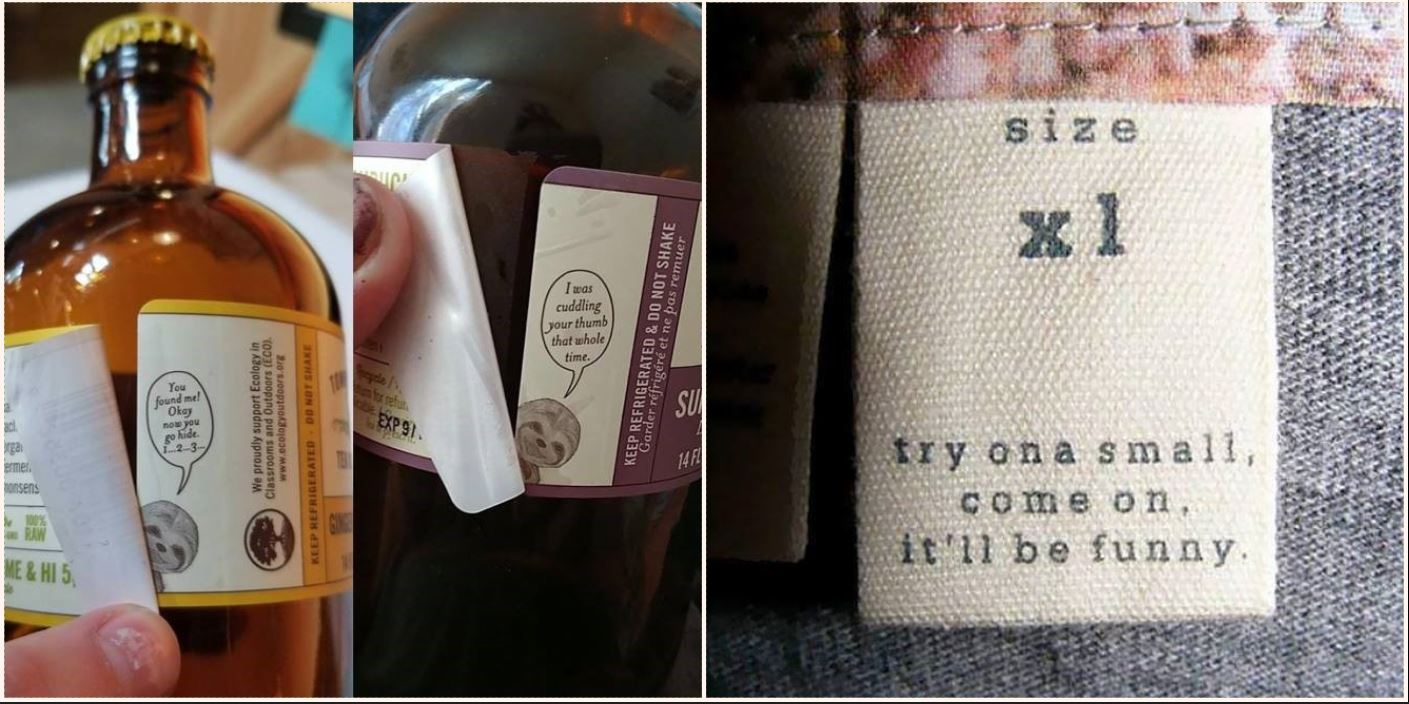 You
found me!
Okay
now you
go hide.
1...2...3...
We proudly support Ecology in
Classrooms and Outdoors (ECO).
www.ecologyoutdoors.org
KEEP REFRIGERATED · DO NOT SHAKE
100%
RAW
ME & HI 5
I was
cuddling
your thumb
that whole
time.
KEEP REFRIGERATED & DO NOT SHAKE
Garder réfrigéré et ne pas remuer
EXP 9/
SU
14 FL
size
xl
try on a small,
come on,
it'll be funny.